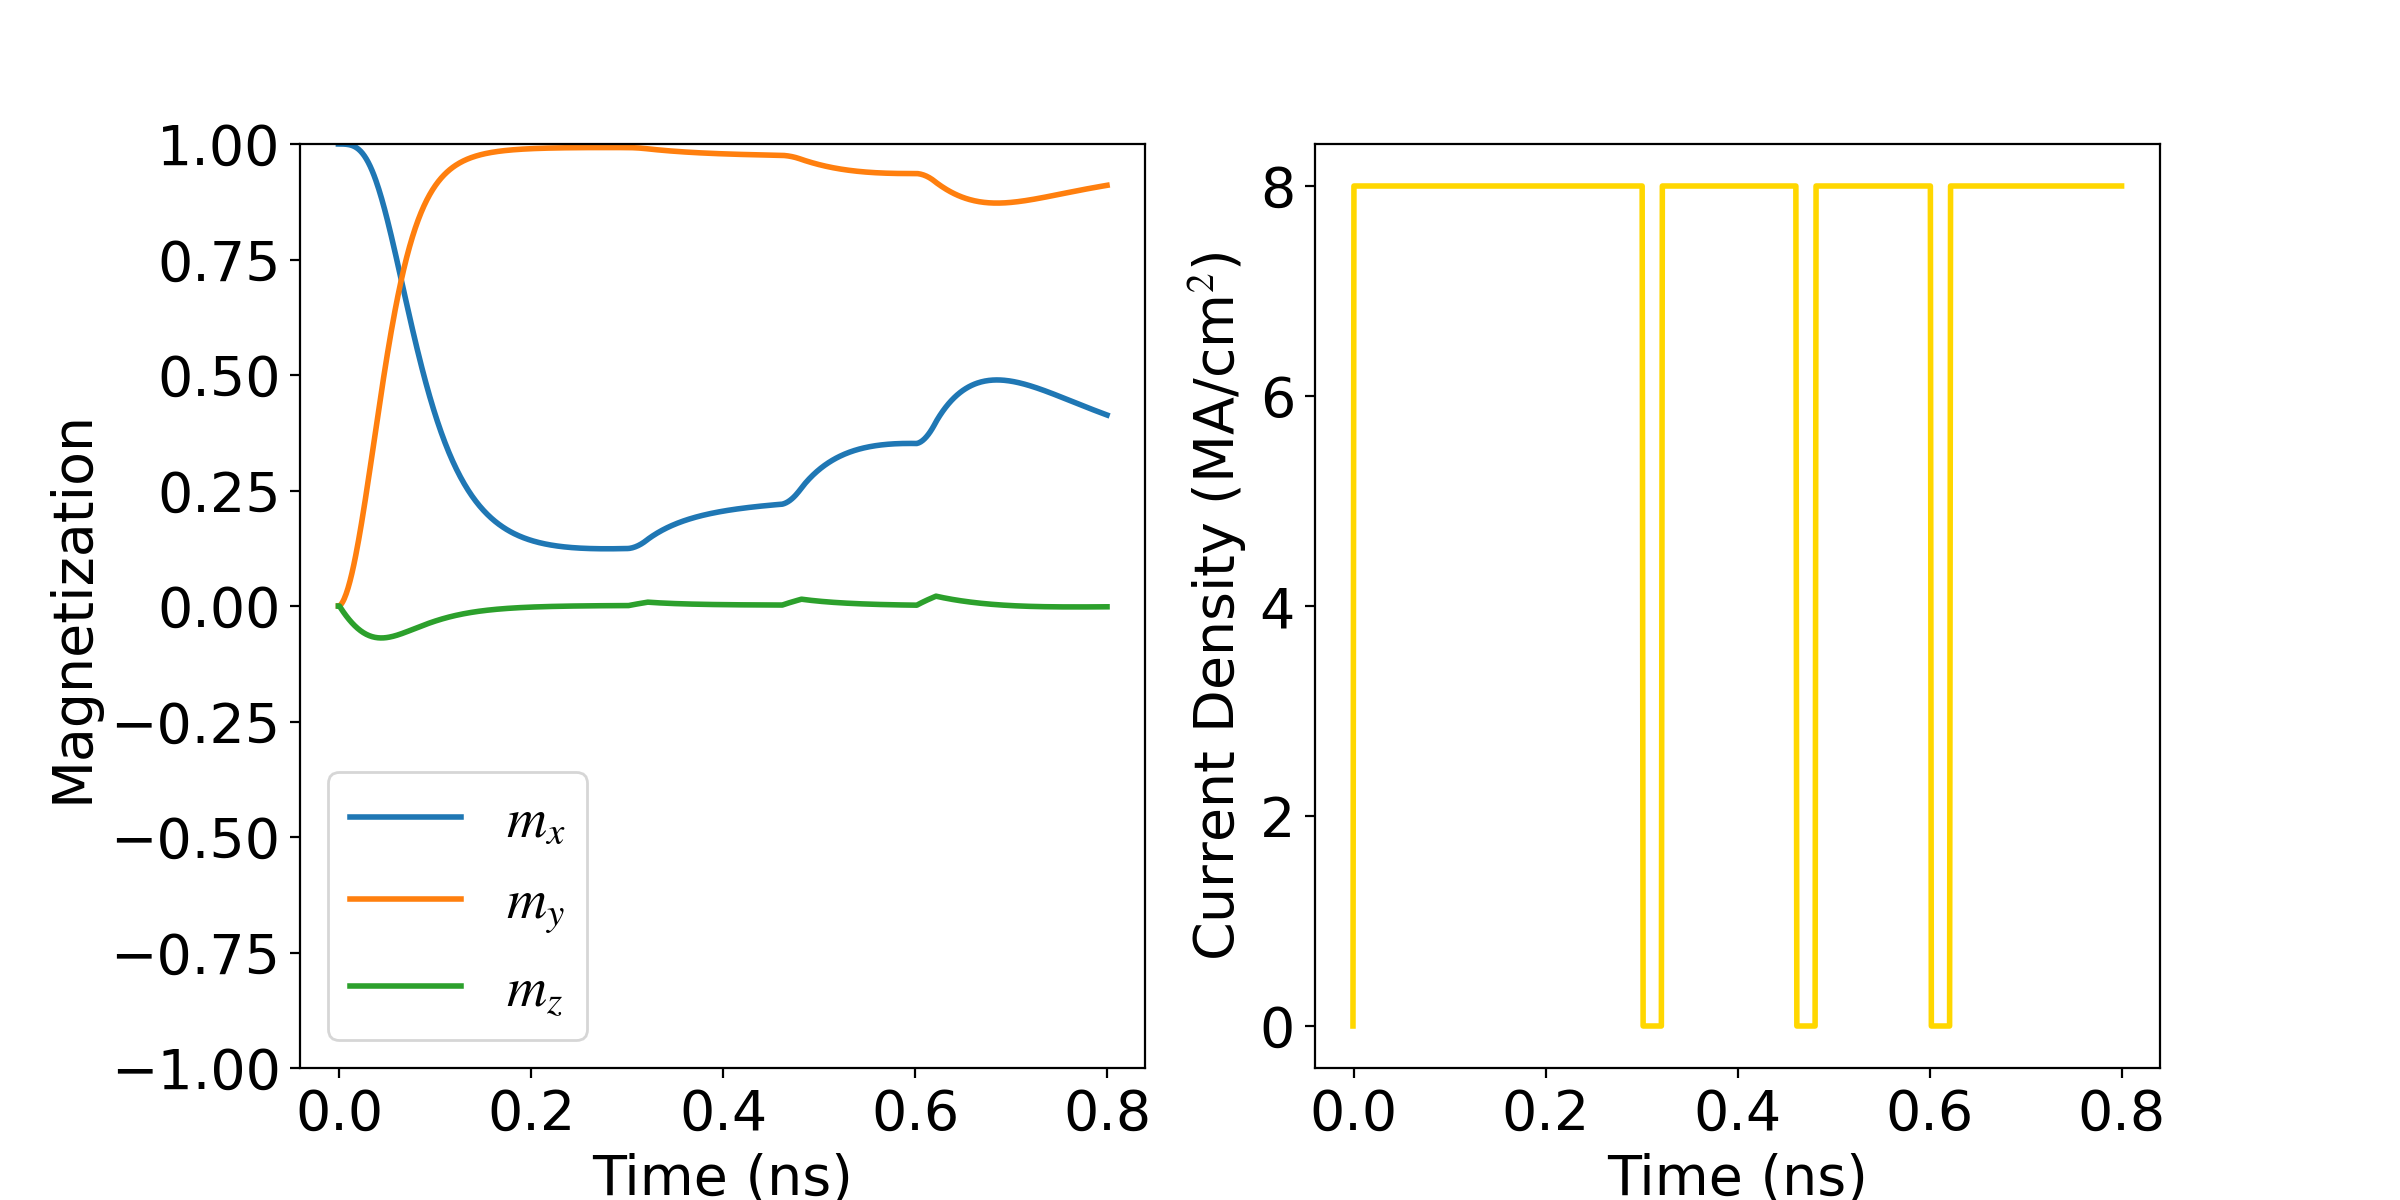 Magnetization
1.00
0.75
0.50
0.25
0.00
−0.25
−0.50
−0.75
−1.00
m_x
m_y
m_z
0.0 0.2 0.4 0.6 0.8
Time (ns)
Current Density (MA/cm²)
8
6
4
2
0
0.0 0.2 0.4 0.6 0.8
Time (ns)